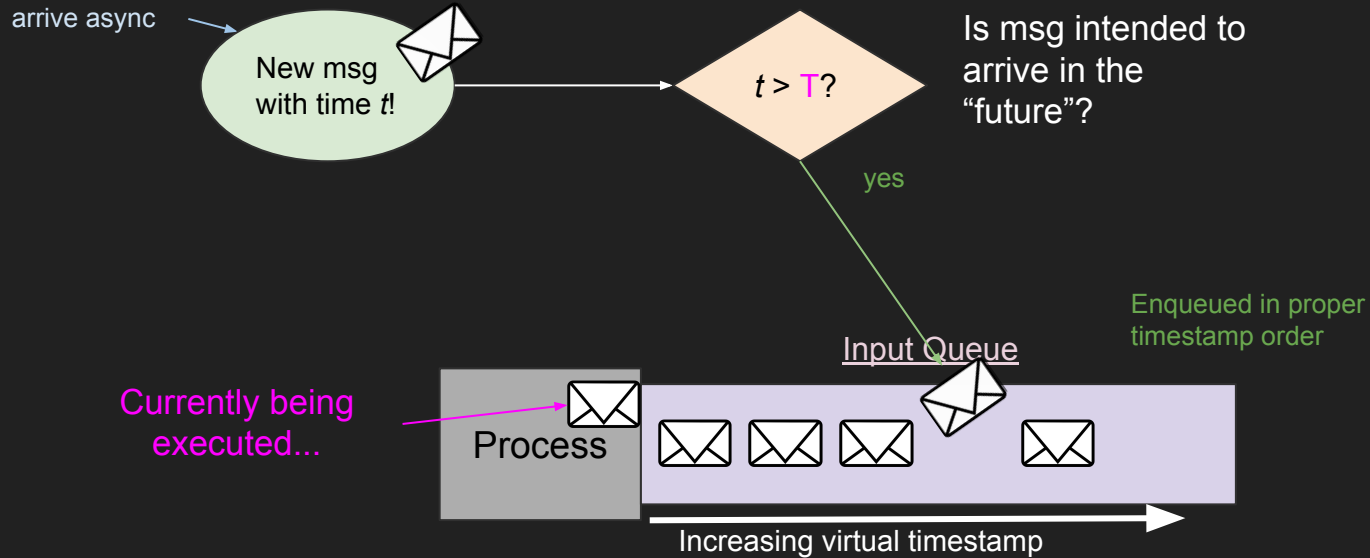 arrive async
New msg
with time t!
t > T?
Is msg intended to
arrive in the
“future”?
yes
Enqueued in proper
timestamp order
Input Queue
Currently being
executed...
Process
Increasing virtual timestamp